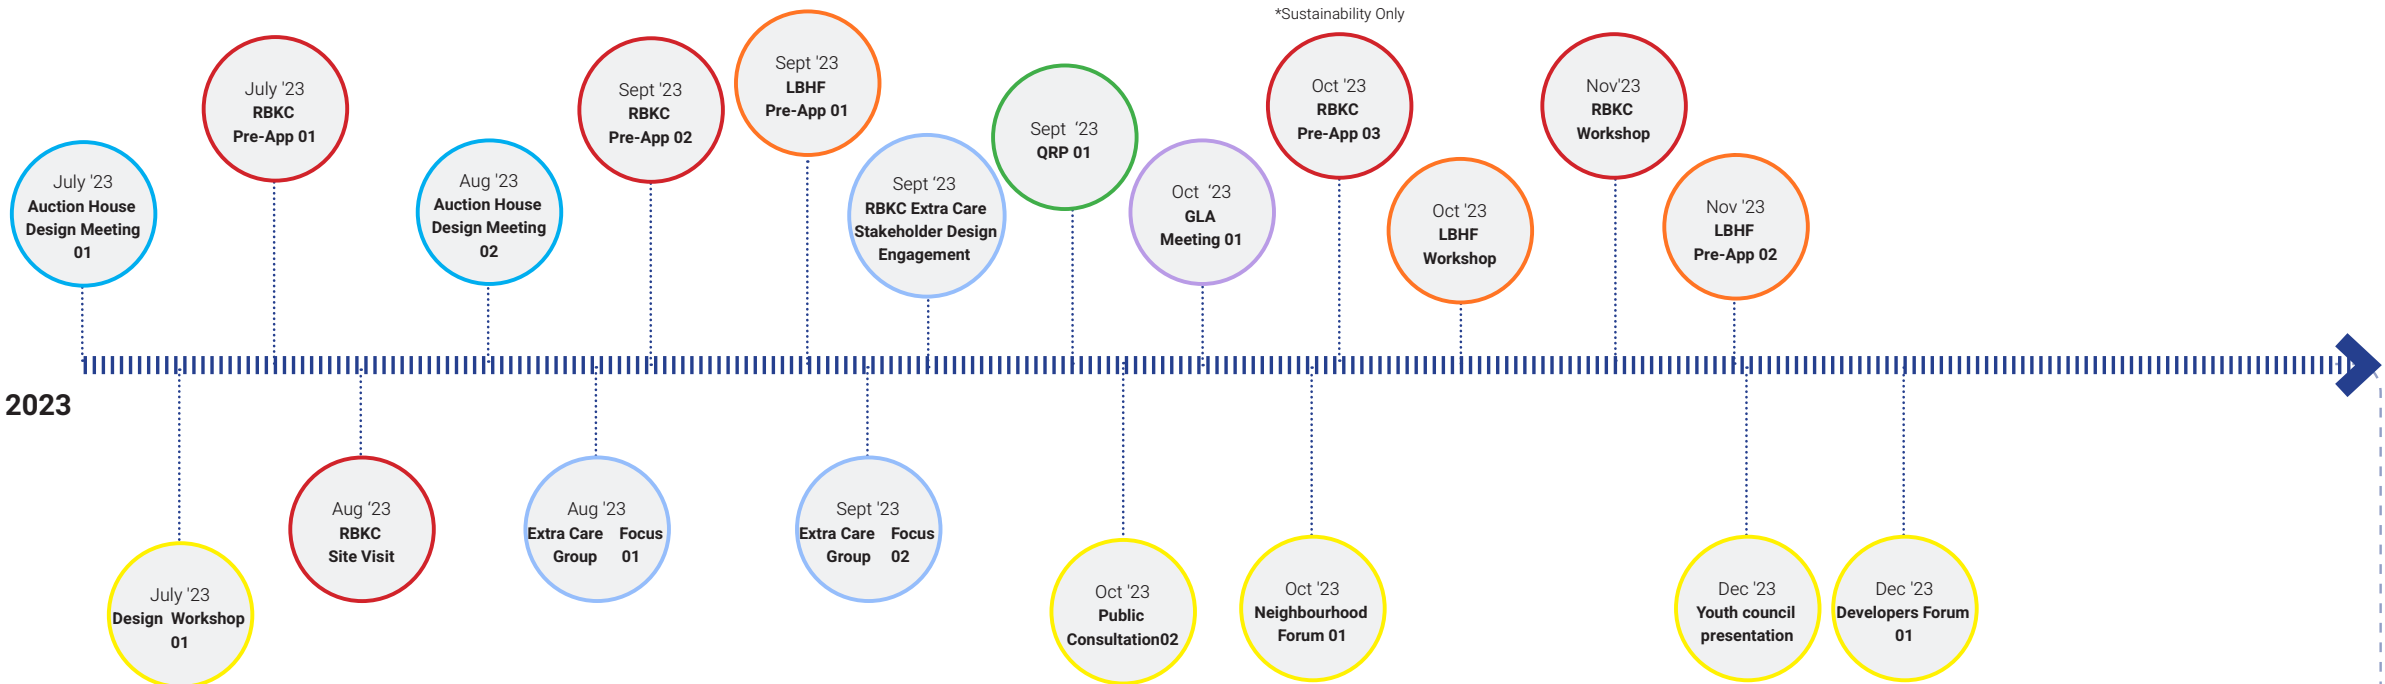 *Sustainability Only
July '23
Auction House
Design Meeting
01
July '23
RBKC
Pre-App 01
Aug '23
Auction House
Design Meeting
02
Sept '23
RBKC
Pre-App 02
Sept '23
LBHF
Pre-App 01
Sept ‘23
RBKC Extra Care
Stakeholder Design
Engagement
Sept ‘23
QRP 01
Oct ‘23
GLA
Meeting 01
Oct '23
RBKC
Pre-App 03
Oct '23
LBHF
Workshop
Nov'23
RBKC
Workshop
Nov '23
LBHF
Pre-App 02
2023
July '23
Design Workshop
01
Aug ‘23
RBKC
Site Visit
Aug '23
Extra Care Focus
Group 01
Sept '23
Extra Care Focus
Group 02
Oct '23
Public
Consultation02
Oct '23
Neighbourhood
Forum 01
Dec '23
Youth council
presentation
Dec '23
Developers Forum
01